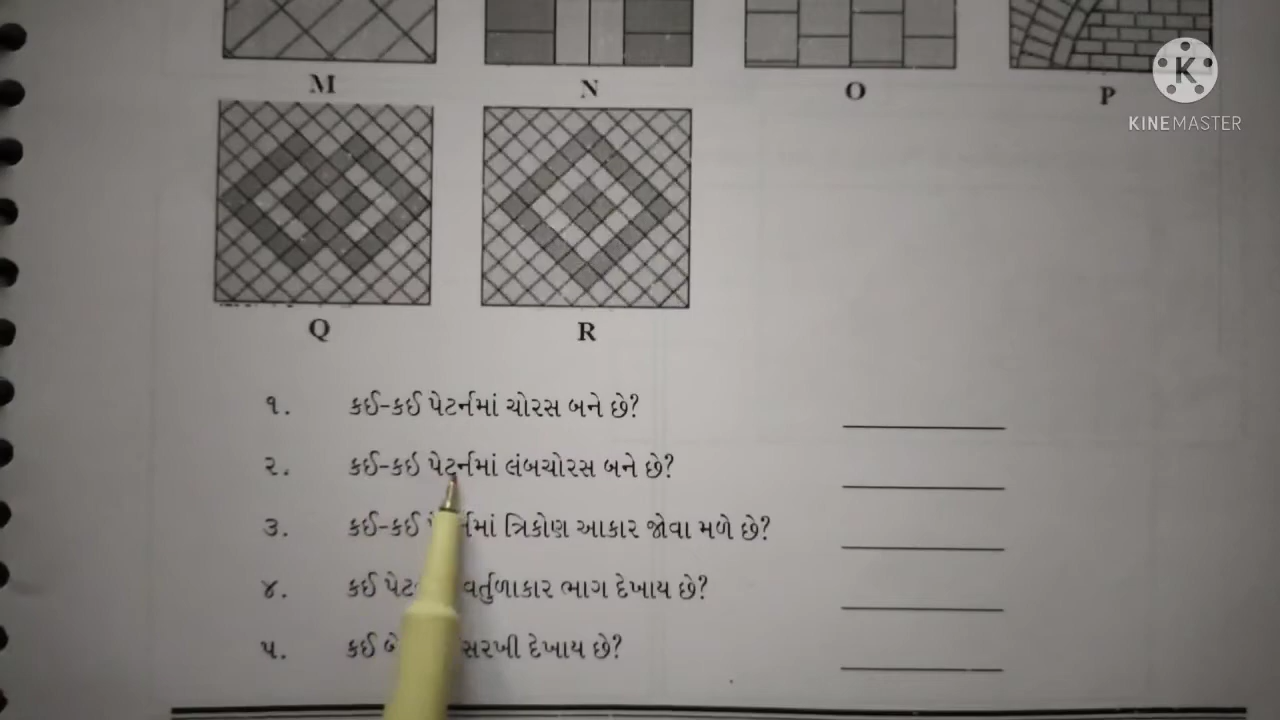 M N O P
K
KINEMASTER
Q R
૧. કઈ-કઈ પેટર્નમાં ચોરસ બને છે?
૨. કઈ-કઇ પેટર્નમાં લંબચોરસ બને છે?
૩. કઈ-કઈ ત્રિકોણ આકાર જોવા મળે છે?
૪. કઈ વર્તુળાકાર ભાગ દેખાય છે?
૫. કઈ સરખી દેખાય છે?